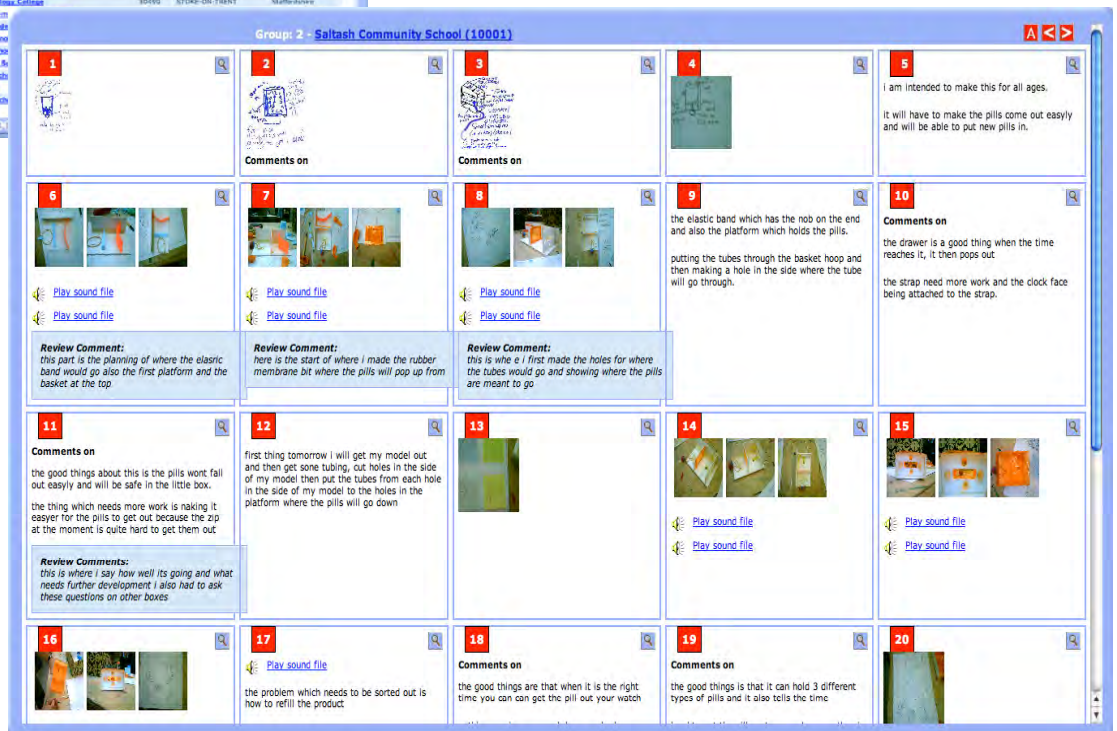 STOKE-ON-TRENT
Staffordshire
Group: 2 - Saltash Community School (10001)
A < >
1
2
Comments on
3
Comments on
4
5
i am intended to make this for all ages.
it will have to make the pills come out easyly
and will be able to put new pills in.
6
Play sound file
Play sound file
Review Comment:
this part is the planning of where the elasric
band would go also the first platform and the
basket at the top
7
Play sound file
Play sound file
Review Comment:
here is the start of where i made the rubber
membrane bit where the pills will pop up from
8
Play sound file
Play sound file
Review Comment:
this is whe e i first made the holes for where
the tubes would go and showing where the pills
are meant to go
9
the elastic band which has the nob on the end
and also the platform which holds the pills.
putting the tubes through the basket hoop and
then making a hole in the side where the tube
will go through.
10
Comments on
the drawer is a good thing when the time
reaches it, it then pops out
the strap need more work and the clock face
being attached to the strap.
11
Comments on
the good things about this is the pills wont fall
out easyly and will be safe in the little box.
the thing which needs more work is naking it
easyer for the pills to get out because the zip
at the moment is quite hard to get them out
Review Comments:
this is where i say how well its going and what
needs further development i also had to ask
these questions on other boxes
12
first thing tomorrow i will get my model out
and then get sone tubing, cut holes in the side
of my model then put the tubes from each hole
in the side of my model to the holes in the
platform where the pills will go down
13
14
Play sound file
Play sound file
15
Play sound file
Play sound file
16
17
Play sound file
the problem which needs to be sorted out is
how to refill the product
18
Comments on
the good things are that when it is the right
time you can can get the pill out your watch
19
Comments on
the good things is that it can hold 3 different
types of pills and it also tells the time
20